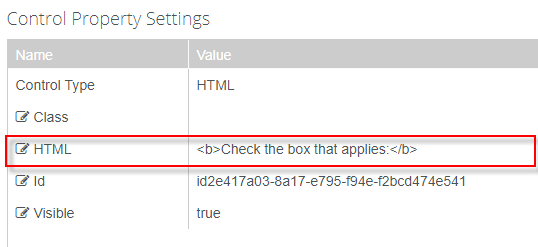 Control Property Settings
Name Value
Control Type HTML
Class
HTML <b>Check the box that applies:</b>
Id id2e417a03-8a17-e795-f94e-f2bcd474e541
Visible true